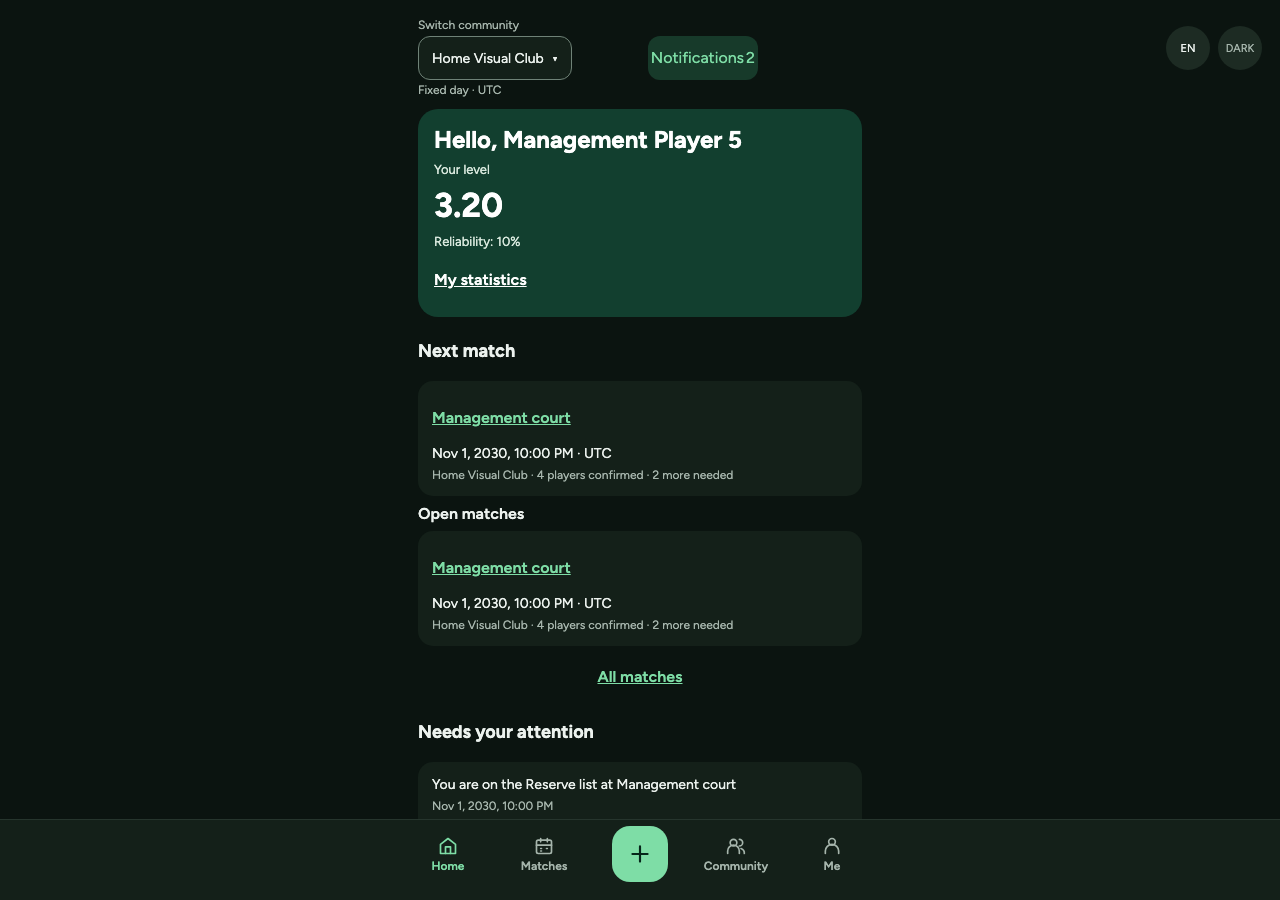 Switch community
Home Visual Club ▾
Notifications 2
EN
DARK
Fixed day · UTC
Hello, Management Player 5
Your level
3.20
Reliability: 10%
My statistics
Next match
Management court
Nov 1, 2030, 10:00 PM · UTC
Home Visual Club · 4 players confirmed · 2 more needed
Open matches
Management court
Nov 1, 2030, 10:00 PM · UTC
Home Visual Club · 4 players confirmed · 2 more needed
All matches
Needs your attention
You are on the Reserve list at Management court
Nov 1, 2030, 10:00 PM
Home
Matches
Community
Me